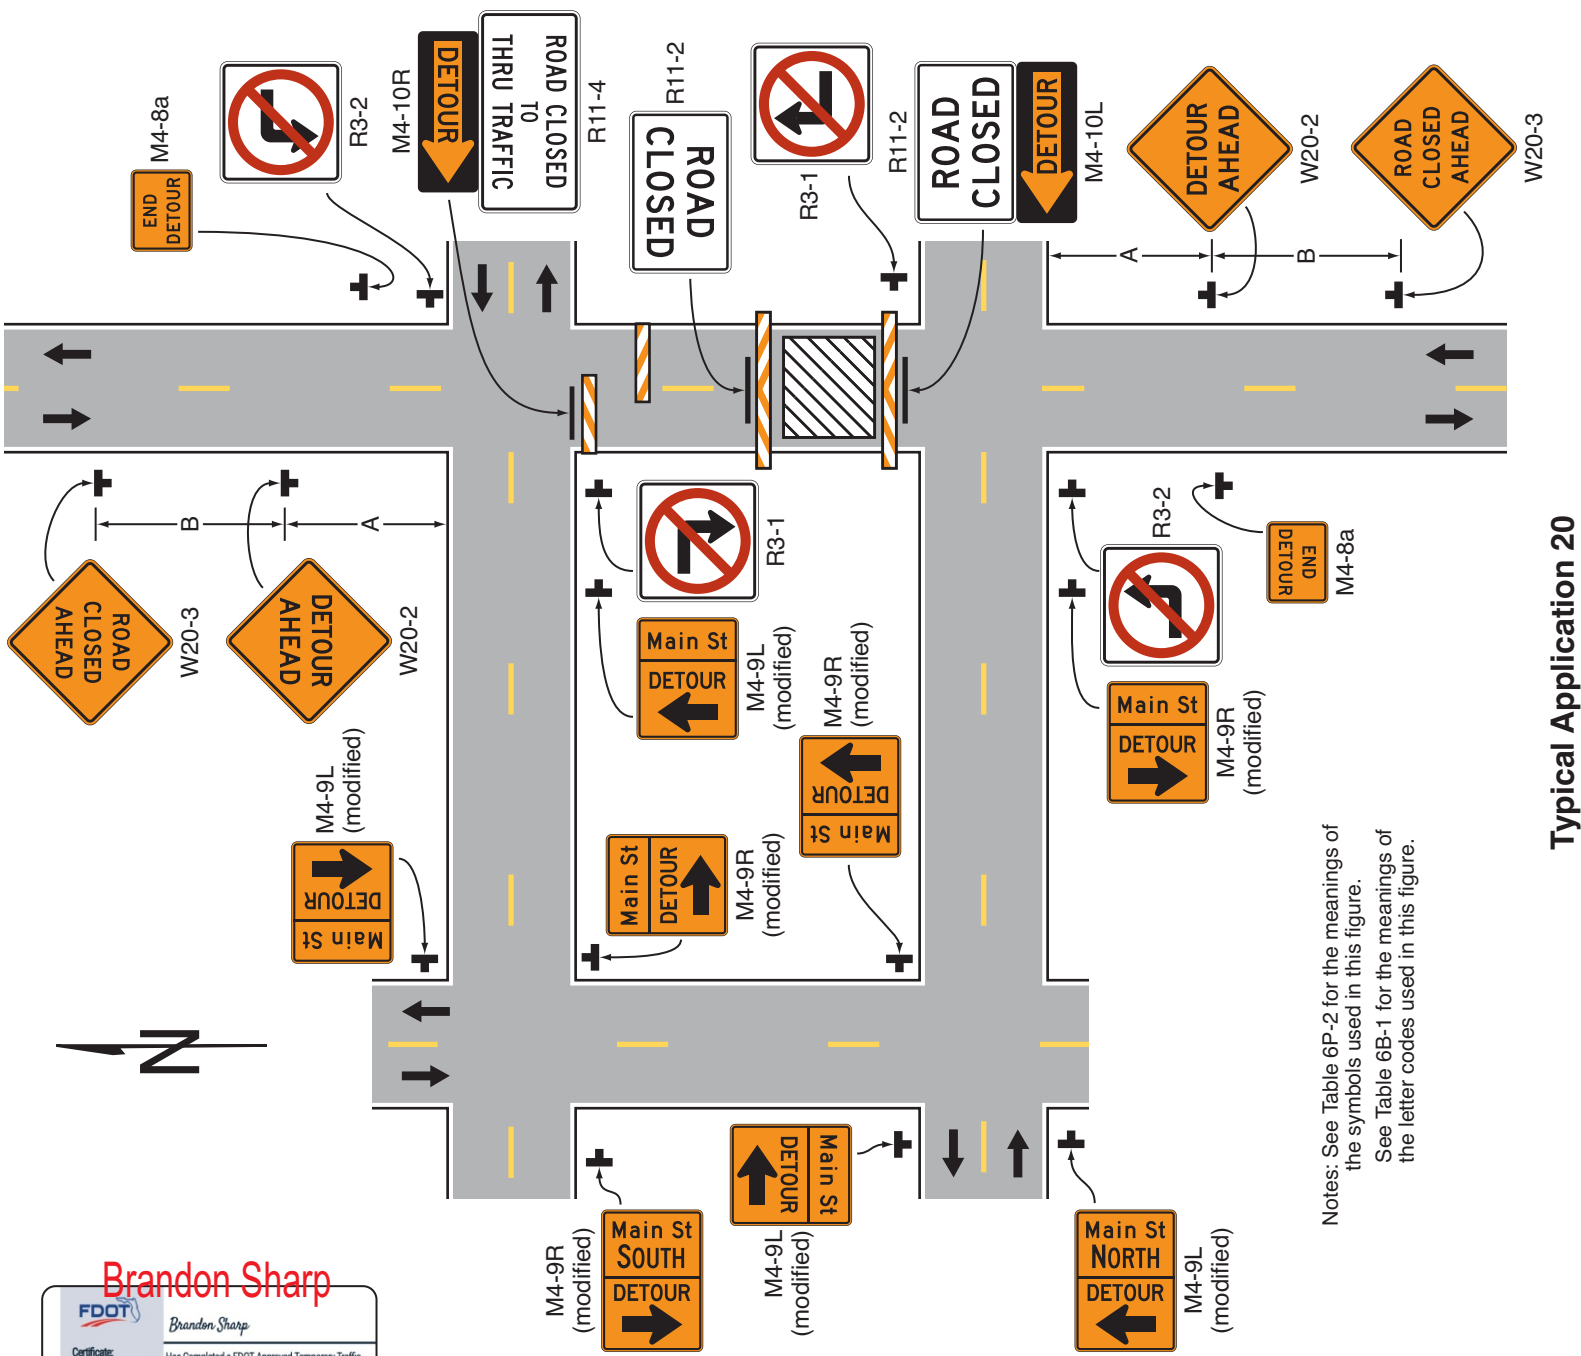 M4-8a
END
DETOUR
R3-2
M4-10R
DETOUR
ROAD CLOSED
TO
THRU TRAFFIC
R11-4
R11-2
ROAD
CLOSED
R3-1
R11-2
ROAD
CLOSED
DETOUR
M4-10L
DETOUR
AHEAD
W20-2
ROAD
CLOSED
AHEAD
W20-3
A
B
B
A
ROAD
CLOSED
AHEAD
W20-3
DETOUR
AHEAD
W20-2
R3-1
Main St
DETOUR
M4-9L
(modified)
M4-9R
(modified)
Main St
DETOUR
M4-9L
(modified)
Main St
DETOUR
Main St
DETOUR
M4-9R
(modified)
R3-2
END
DETOUR
M4-8a
Main St
DETOUR
M4-9R
(modified)
N
Main St
SOUTH
DETOUR
M4-9R
(modified)
Main St
DETOUR
M4-9L
(modified)
Main St
NORTH
DETOUR
M4-9L
(modified)
Notes: See Table 6P-2 for the meanings of
the symbols used in this figure.
See Table 6B-1 for the meanings of
the letter codes used in this figure.
Typical Application 20
Brandon Sharp
FDOT
Brandon Sharp
Certificate:
Has Completed a FDOT Approved Temporary Traffic